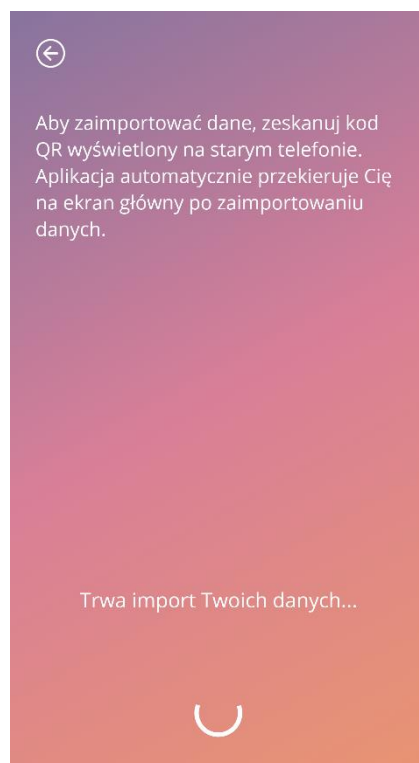 Aby zaimportować dane, zeskanuj kod
QR wyświetlony na starym telefonie.
Aplikacja automatycznie przekieruje Cię
na ekran główny po zaimportowaniu
danych.
Trwa import Twoich danych...